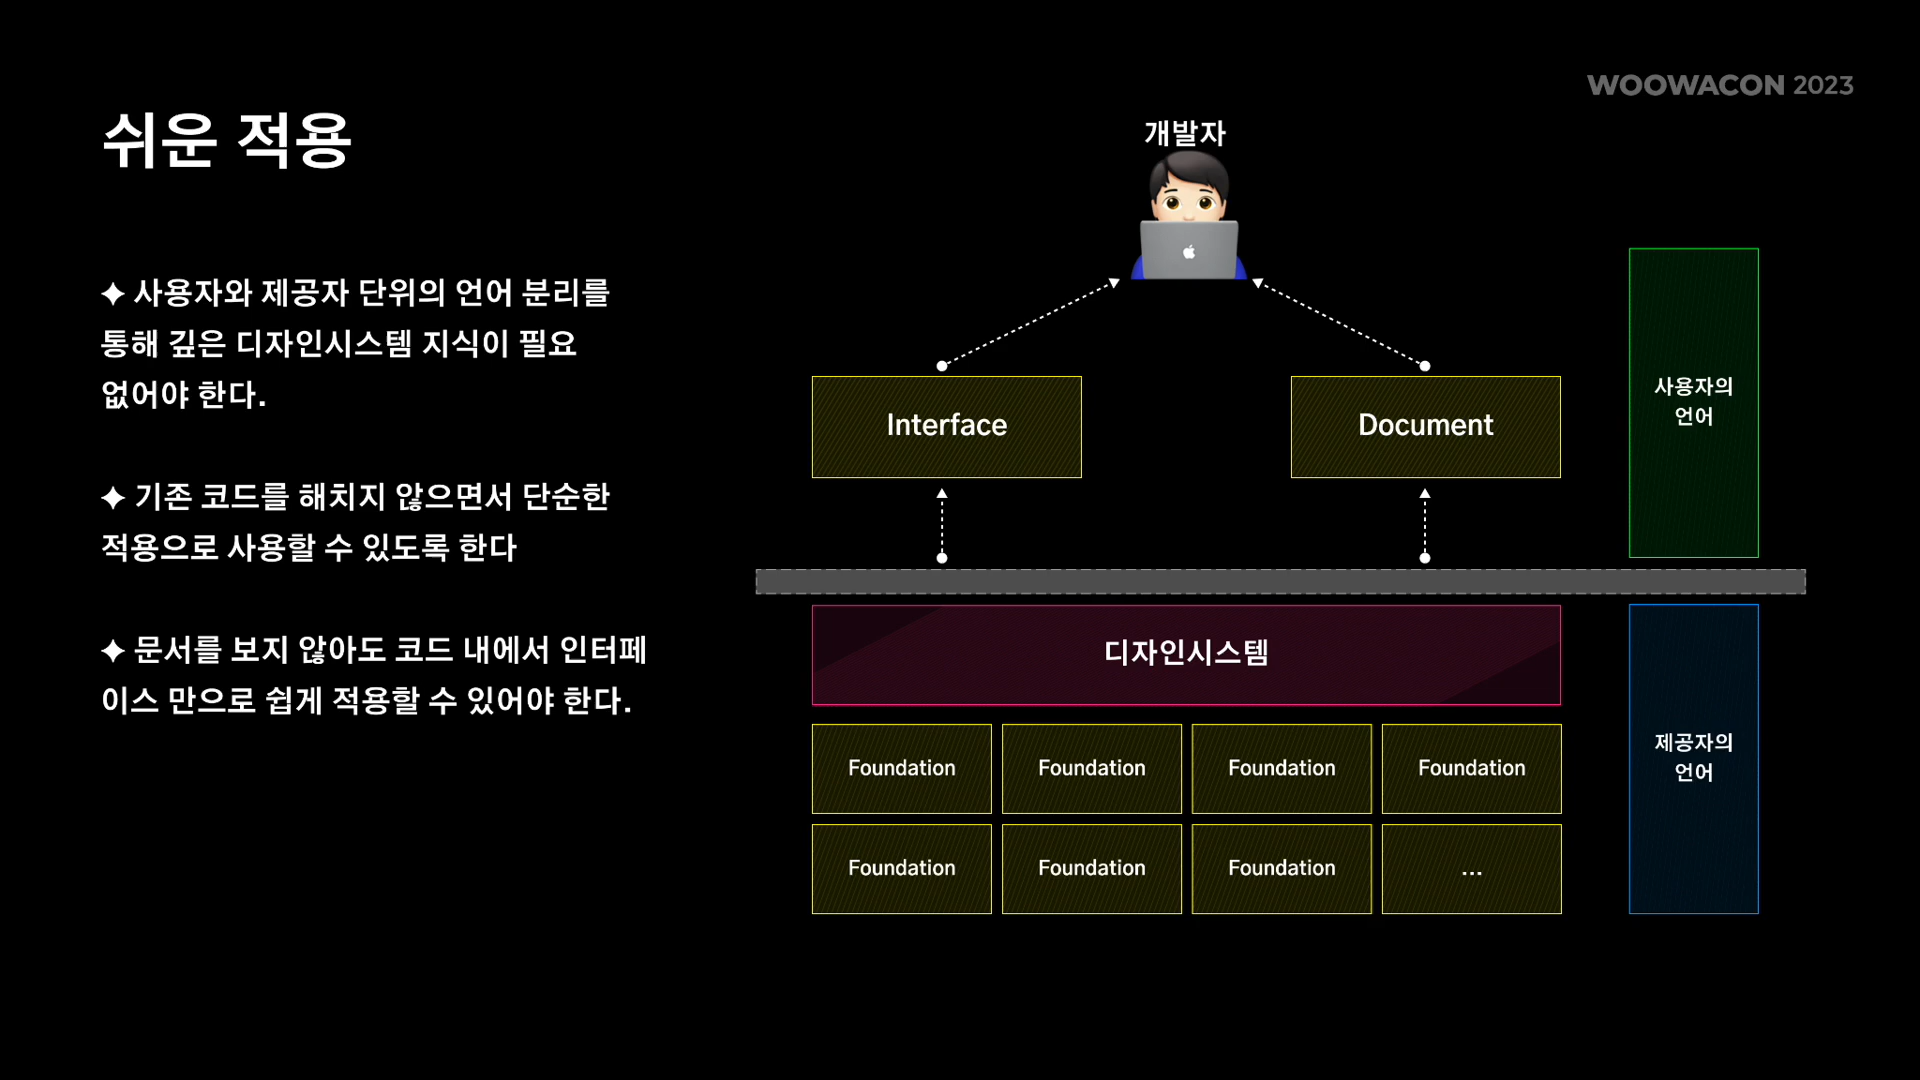 WOOWACON 2023
쉬운 적용
✦ 사용자와 제공자 단위의 언어 분리를
통해 깊은 디자인시스템 지식이 필요
없어야 한다.
✦ 기존 코드를 해치지 않으면서 단순한
적용으로 사용할 수 있도록 한다
✦ 문서를 보지 않아도 코드 내에서 인터페
이스 만으로 쉽게 적용할 수 있어야 한다.
개발자
Interface
Document
사용자의
언어
디자인시스템
Foundation
Foundation
Foundation
Foundation
Foundation
Foundation
Foundation
...
제공자의
언어